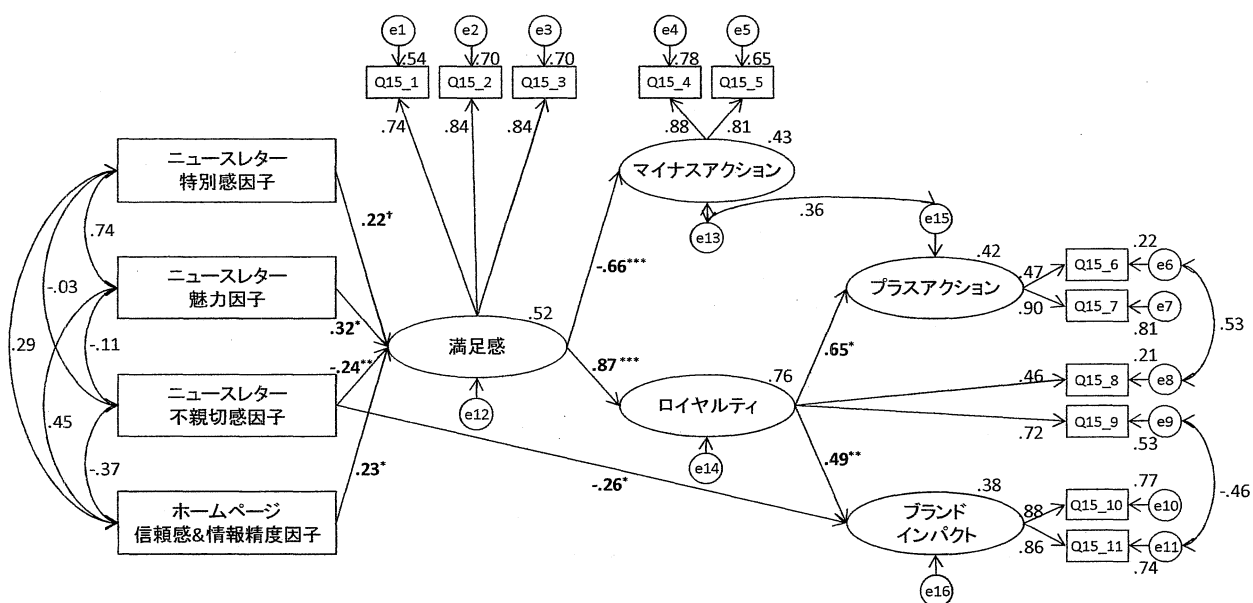 e1
e2
e3
e4
e5
.54
.70
.70
.78
.65
Q15_1
Q15_2
Q15_3
Q15_4
Q15_5
.74
.84
.84
.88
.81
.43
ニュースレター
特別感因子
マイナスアクション
.22†
.36
e13
e15
.74
-.03
-.66***
.42
.22
.47
Q15_6
e6
ニュースレター
魅力因子
プラスアクション
.90
Q15_7
e7
.81
.53
.32*
.52
.29
-.11
満足感
.65*
.87***
-.24**
.76
.21
.46
Q15_8
e8
ニュースレター
不親切感因子
e12
ロイヤルティ
.72
Q15_9
e9
.53
.45
-.37
.23*
e14
.49**
-.26*
-.46
.38
.77
ホームページ
信頼感&情報精度因子
ブランド
インパクト
.88
Q15_10
e10
.86
Q15_11
e11
.74
e16